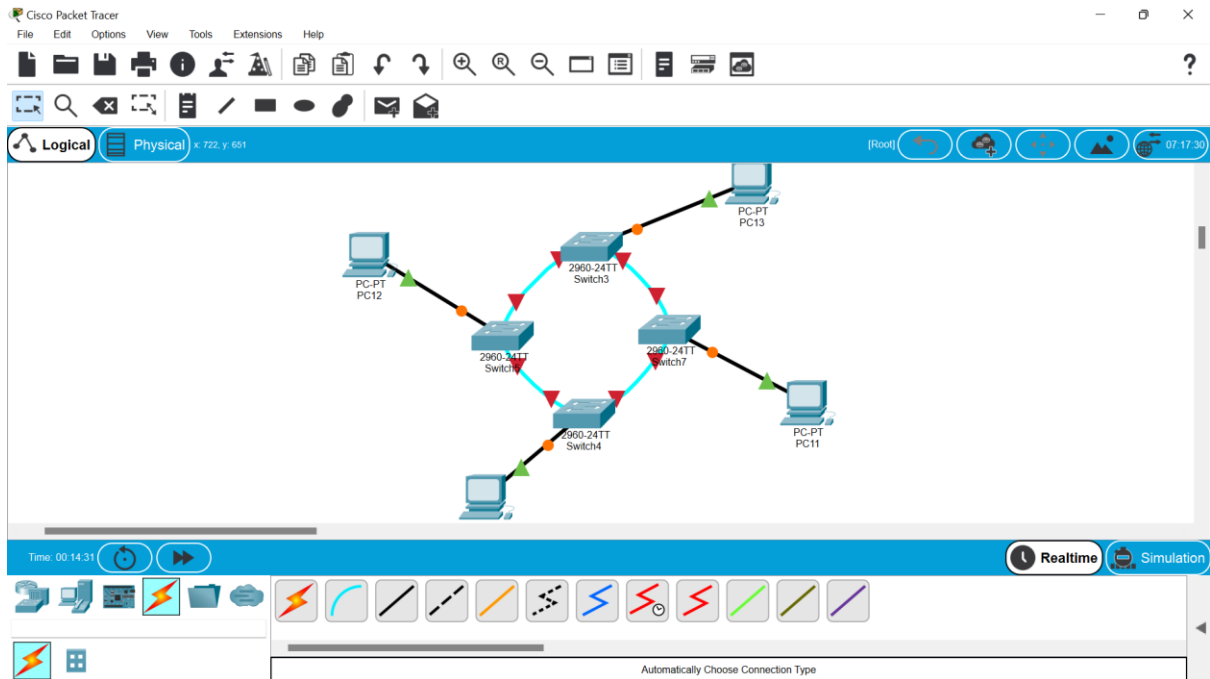 Cisco Packet Tracer
File Edit Options View Tools Extensions Help
R
?
Logical Physical x: 722, y: 651 [Root] 07:17:30
PC-PT
PC13
2960-24TT
Switch3
PC-PT
PC12
2960-24TT
2960-24TT
Switch7
2960-24TT
Switch4
PC-PT
PC11
Time: 00:14:31 Realtime Simulation
Automatically Choose Connection Type